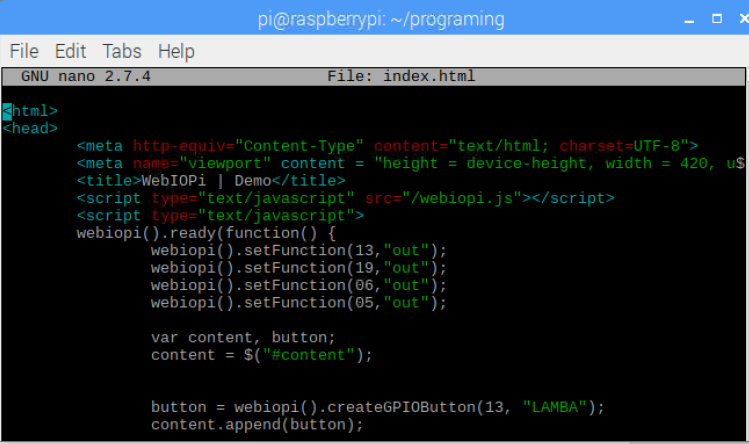 pi@raspberrypi: ~/programing
File Edit Tabs Help
GNU nano 2.7.4 File: index.html
<html>
<head>
<meta http-equiv="Content-Type" content="text/html; charset=UTF-8">
<meta name="viewport" content = "height = device-height, width = 420, u$
<title>WebIOPi | Demo</title>
<script type="text/javascript" src="/webiopi.js"></script>
<script type="text/javascript">
webiopi().ready(function() {
webiopi().setFunction(13,"out");
webiopi().setFunction(19,"out");
webiopi().setFunction(06,"out");
webiopi().setFunction(05,"out");
var content, button;
content = $("#content");
button = webiopi().createGPIOButton(13, "LAMBA");
content.append(button);